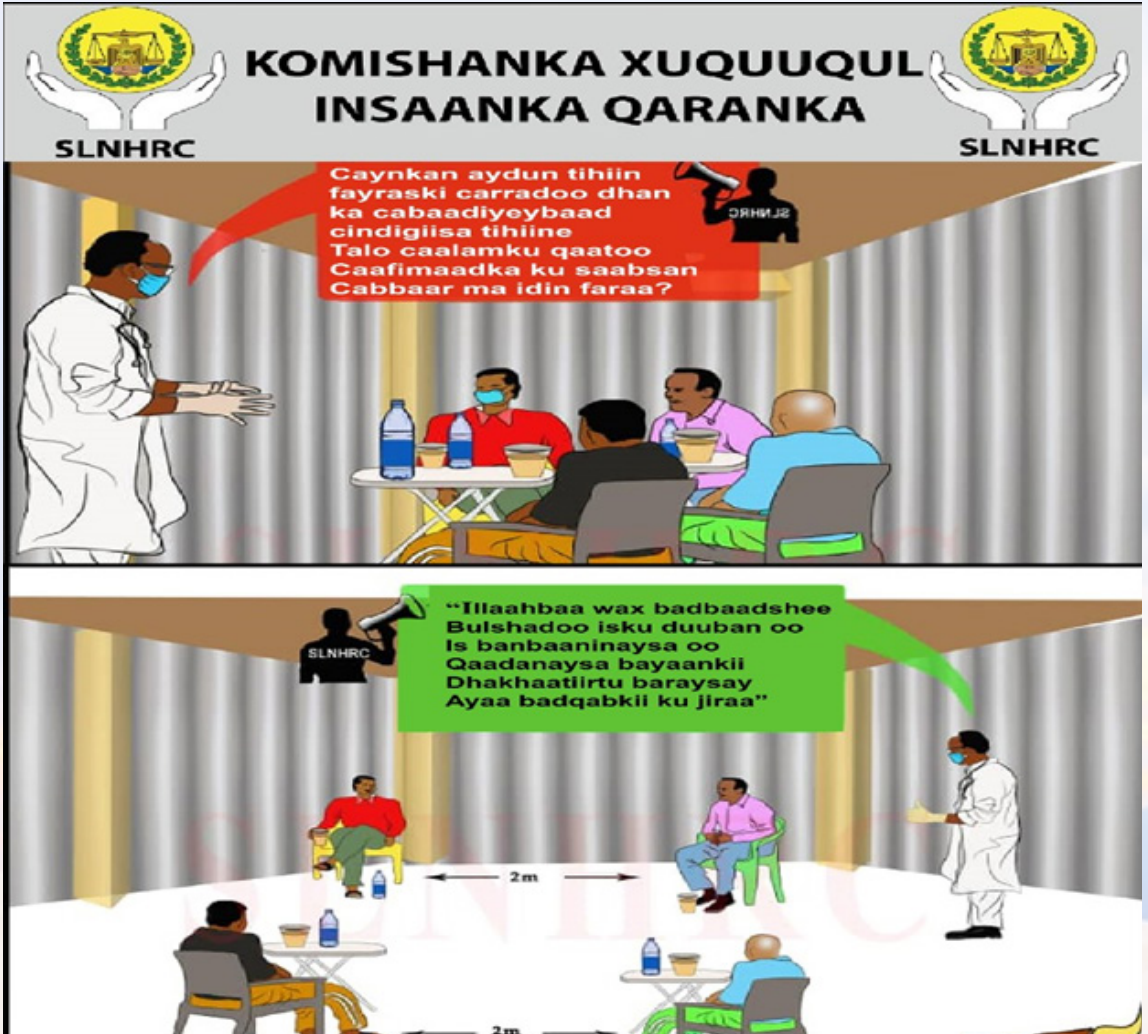 KOMISHANKA XUQUUQUL
INSAANKA QARANKA
SLNHRC
SLNHRC
Caynkan aydun tihiin
fayraski carradoo dhan
ka cabaadiyeybaad
cindigiisa tihiine
Talo caalamku qaatoo
Caafimaadka ku saabsan
Cabbaar ma idin faraa?
SLNHRC
SLNHRC
“Illaahbaa wax badbaadshee
Bulshadoo isku duuban oo
Is banbaaninaysa oo
Qaadanaysa bayaankii
Dhakhaatiirtu baraysay
Ayaa badqabkii ku jiraa”
SLNHRC
2m
SLNHRC
2m